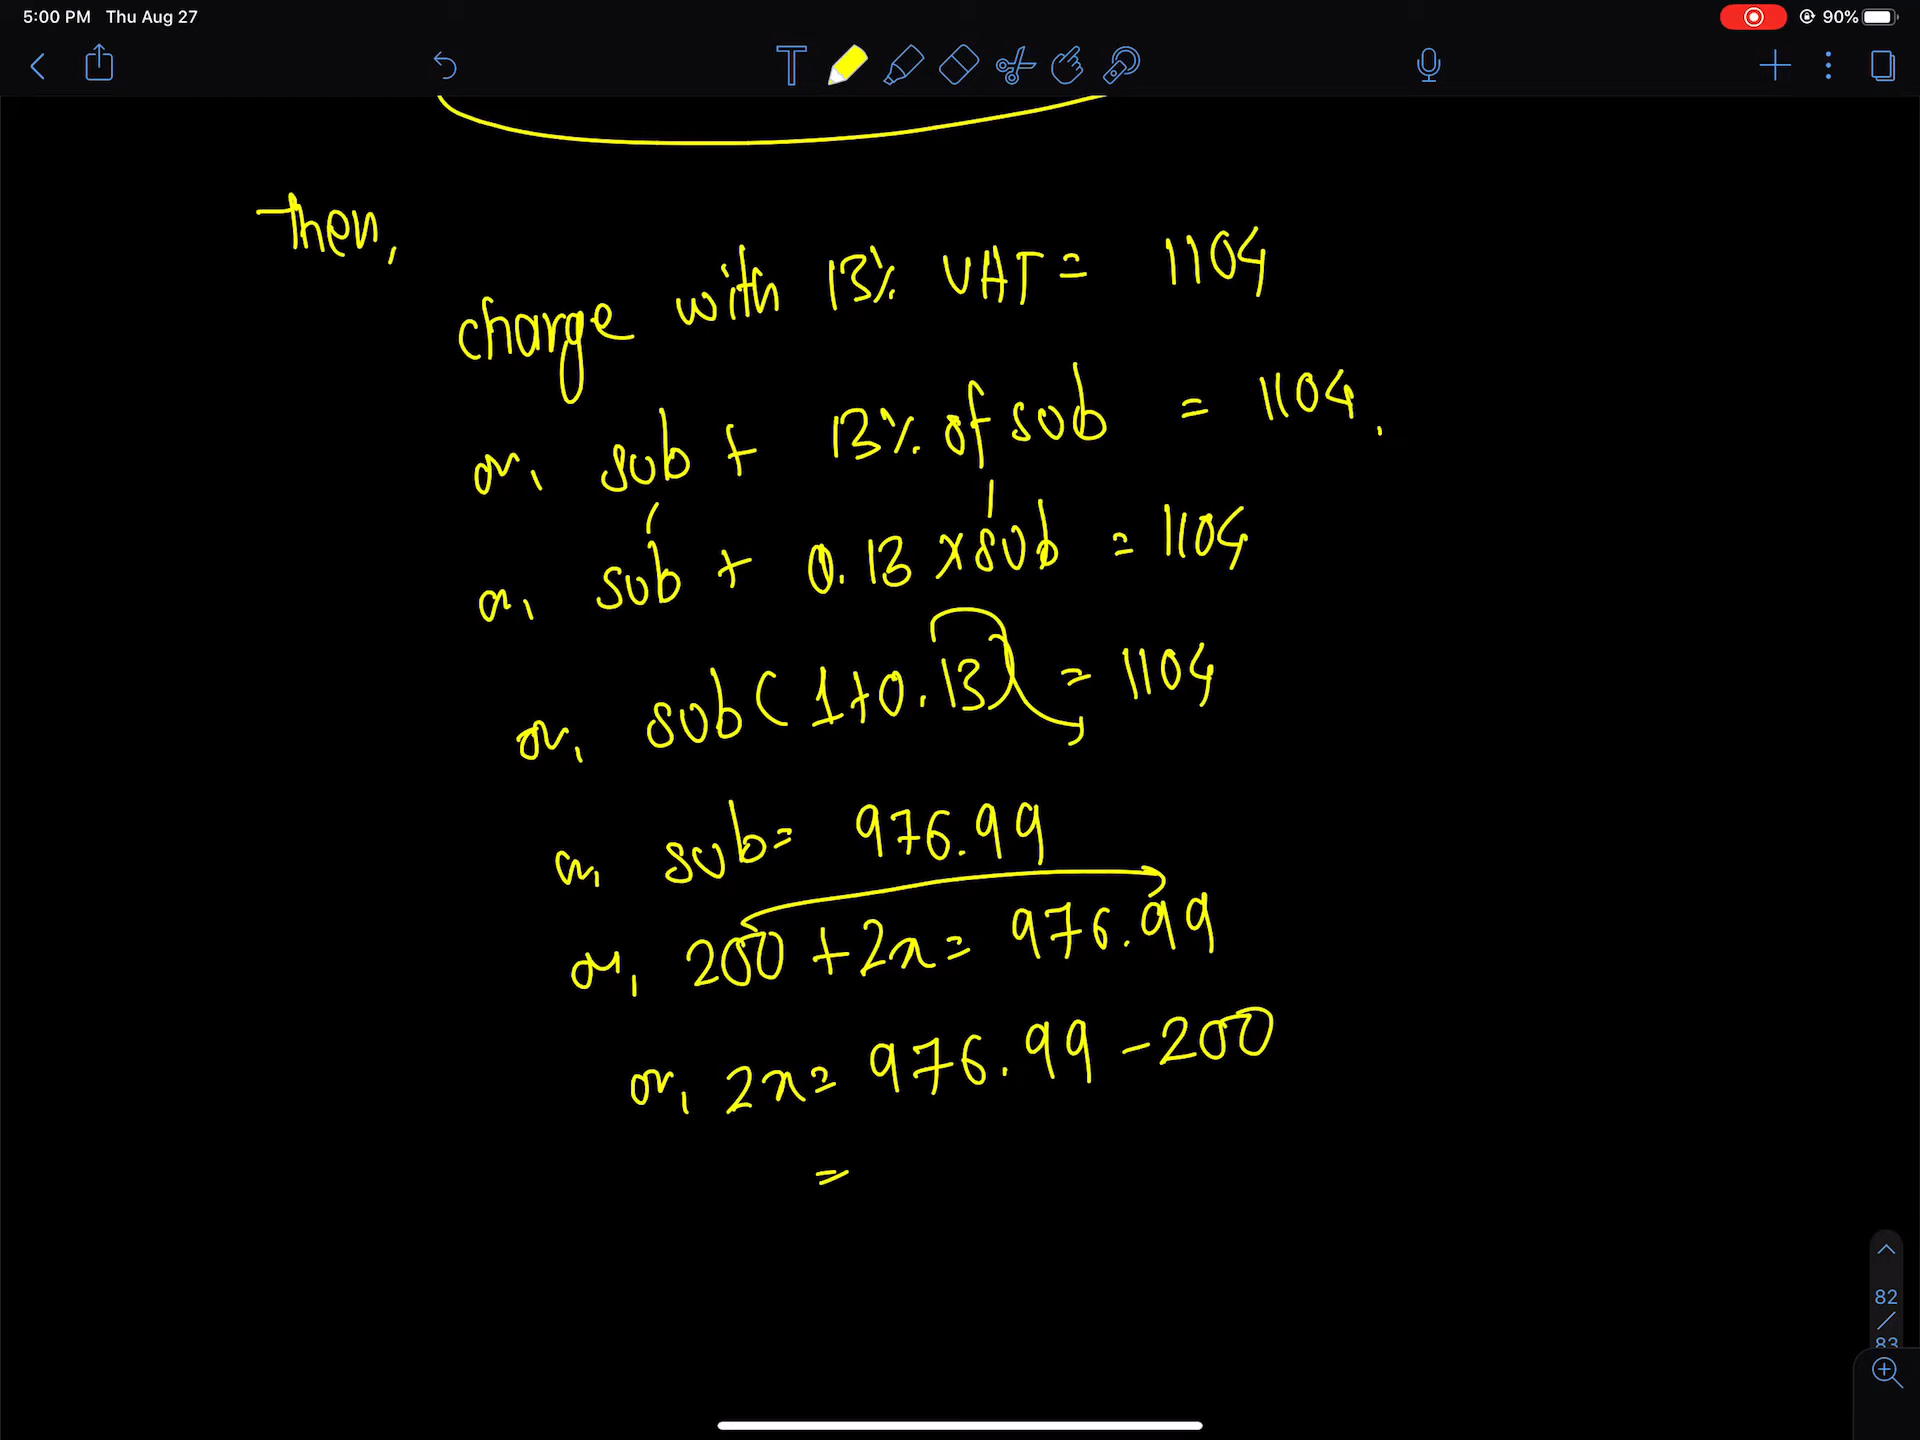 5:00 PM Thu Aug 27
90%
T
Then,
charge with 13% VAT = 1104
or, sub + 13% of sub = 1104.
or, sub + 0.13 × sub = 1104
or, sub ( 1+0.13) = 1104
or, sub = 976.99
or, 200 + 2x = 976.99
or, 2x = 976.99 - 200
=
82
/
83